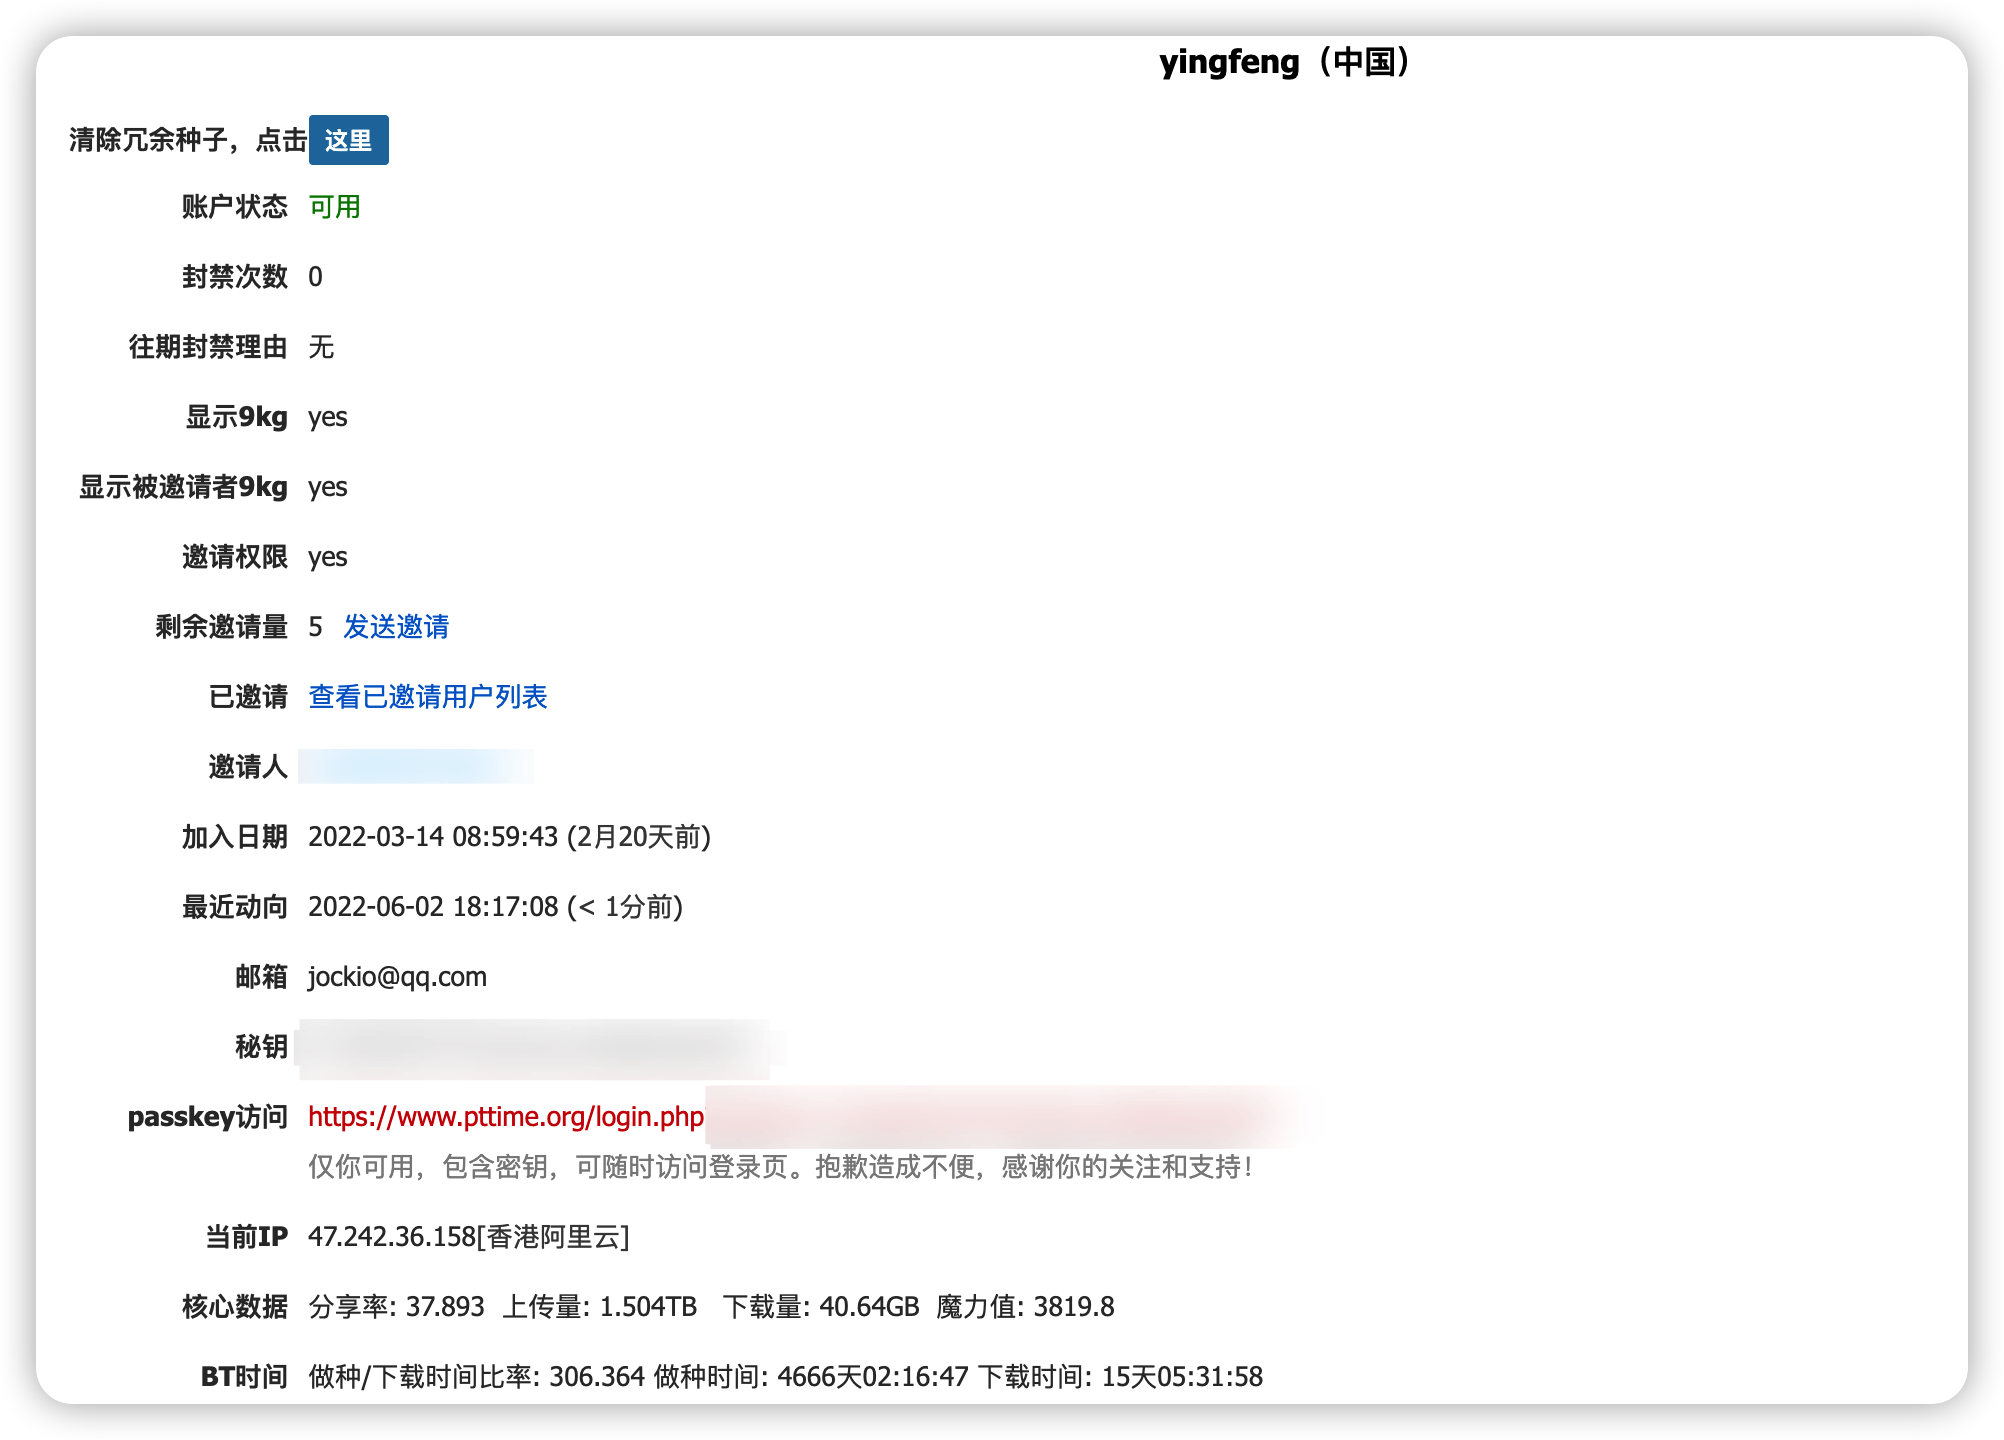 yingfeng（中国）
清除冗余种子，点击 这里
账户状态 可用
封禁次数 0
往期封禁理由 无
显示9kg yes
显示被邀请者9kg yes
邀请权限 yes
剩余邀请量 5 发送邀请
已邀请 查看已邀请用户列表
邀请人
加入日期 2022-03-14 08:59:43 (2月20天前)
最近动向 2022-06-02 18:17:08 (< 1分前)
邮箱 jockio@qq.com
秘钥
passkey访问 https://www.pttime.org/login.php
仅你可用，包含密钥，可随时访问登录页。抱歉造成不便，感谢你的关注和支持！
当前IP 47.242.36.158[香港阿里云]
核心数据 分享率: 37.893 上传量: 1.504TB 下载量: 40.64GB 魔力值: 3819.8
BT时间 做种/下载时间比率: 306.364 做种时间: 4666天02:16:47 下载时间: 15天05:31:58